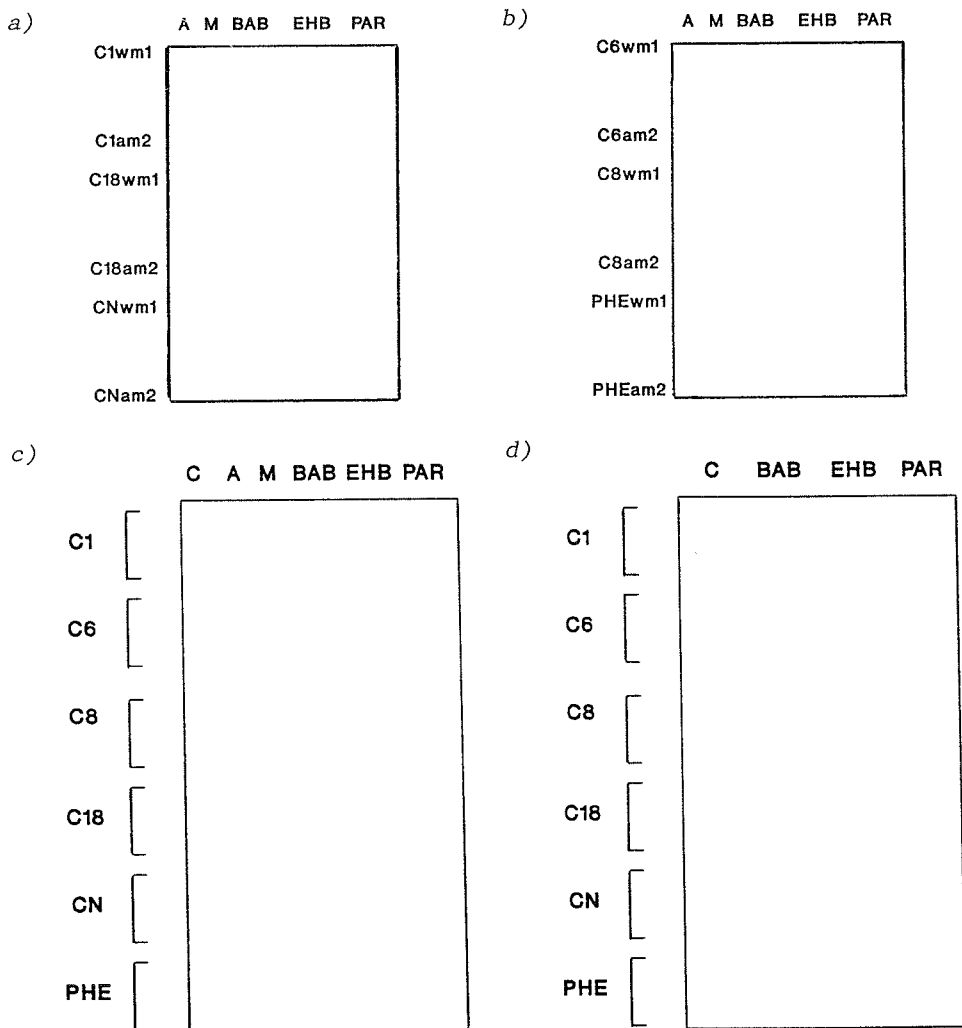 a)
A M BAB EHB PAR
C1wm1
C1am2
C18wm1
C18am2
CNwm1
CNam2
b)
A M BAB EHB PAR
C6wm1
C6am2
C8wm1
C8am2
PHEwm1
PHEam2
c)
C A M BAB EHB PAR
C1
C6
C8
C18
CN
PHE
d)
C BAB EHB PAR
C1
C6
C8
C18
CN
PHE